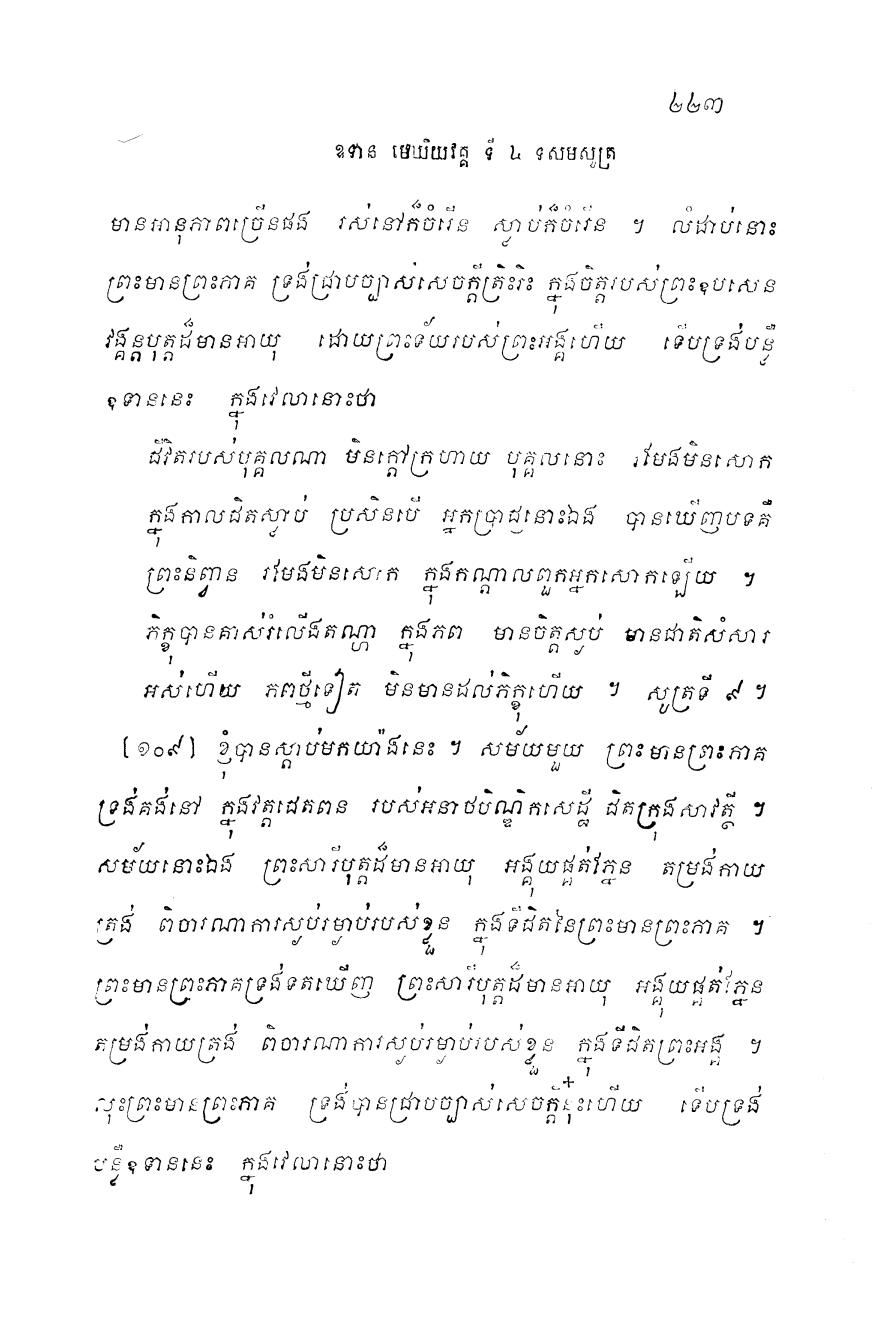 ២២៣
ឧទាន មេឃិយវគ្គ ទី ៤ ទសមសូត្រ
មានអានុភាពច្រើនផង រស់នៅក៏ចំរើន ស្លាប់ក៏ចំរើន ។ លំដាប់នោះ
ព្រះមានព្រះភាគ ទ្រង់ជ្រាបច្បាស់សេចក្តីត្រិះរិះ ក្នុងចិត្តរបស់ព្រះឧបសេន
វង្គន្តបុត្តដ៏មានអាយុ ដោយព្រះទ័យរបស់ព្រះអង្គហើយ ទើបទ្រង់បន្លឺ
ឧទាននេះ ក្នុងវេលានោះថា
ជីវិតរបស់បុគ្គលណា មិនក្តៅក្រហាយ បុគ្គលនោះ រមែងមិនសោក
ក្នុងកាលជិតស្លាប់ ប្រសិនបើ អ្នកប្រាជ្ញនោះឯង បានឃើញបទគឺ
ព្រះនិព្វាន រមែងមិនសោក ក្នុងកណ្តាលពួកអ្នកសោកឡើយ ។
ភិក្ខុបានគាស់រំលើងតណ្ហា ក្នុងភព មានចិត្តស្ងប់ មានជាតិសំសារ
អស់ហើយ ភពថ្មីទៀត មិនមានដល់ភិក្ខុហើយ ។ សូត្រទី ៩ ។
[១០៩] ខ្ញុំបានស្តាប់មកយ៉ាងនេះ ។ សម័យមួយ ព្រះមានព្រះភាគ
ទ្រង់គង់នៅ ក្នុងវត្តជេតពន របស់អនាថបិណ្ឌិកសេដ្ឋី ជិតក្រុងសាវត្ថី ។
សម័យនោះឯង ព្រះសារីបុត្តដ៏មានអាយុ អង្គុយផ្គត់ភ្នែន តម្រង់កាយ
ត្រង់ ពិចារណាការស្ងប់រម្ងាប់របស់ខ្លួន ក្នុងទីជិតនៃព្រះមានព្រះភាគ ។
ព្រះមានព្រះភាគទ្រង់ទតឃើញ ព្រះសារីបុត្តដ៏មានអាយុ អង្គុយផ្គត់ភ្នែន
តម្រង់កាយត្រង់ ពិចារណាការស្ងប់រម្ងាប់របស់ខ្លួន ក្នុងទីជិតព្រះអង្គ ។
លុះព្រះមានព្រះភាគ ទ្រង់បានជ្រាបច្បាស់សេចក្តីនុ៎ះហើយ ទើបទ្រង់
បន្លឺឧទាននេះ ក្នុងវេលានោះថា